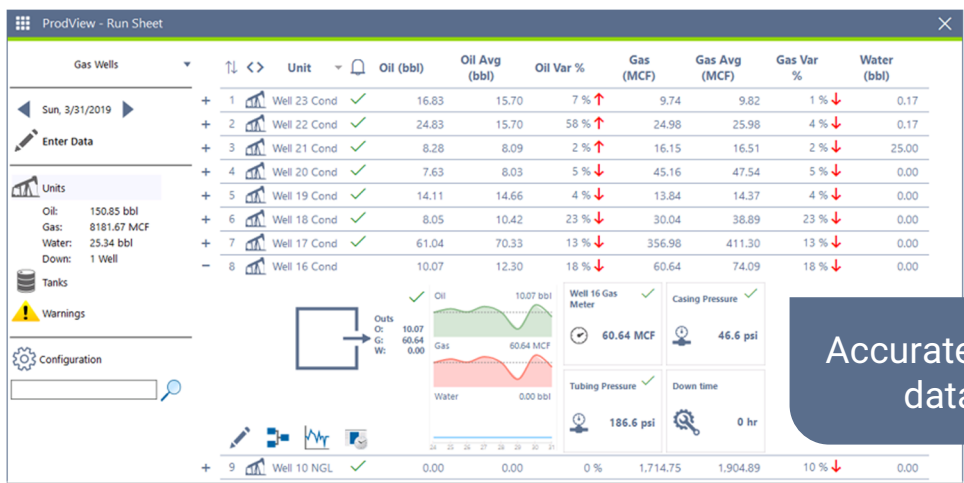 ProdView - Run Sheet
Gas Wells
Sun, 3/31/2019
Enter Data
Units
Oil: 150.85 bbl
Gas: 8181.67 MCF
Water: 25.34 bbl
Down: 1 Well
Tanks
Warnings
Configuration
Unit Oil (bbl) Oil Avg (bbl) Oil Var % Gas (MCF) Gas Avg (MCF) Gas Var % Water (bbl)
+ 1 Well 23 Cond 16.83 15.70 7 % 9.74 9.82 1 % 0.17
+ 2 Well 22 Cond 24.83 15.70 58 % 24.98 25.98 4 % 0.17
+ 3 Well 21 Cond 8.28 8.09 2 % 16.15 16.51 2 % 25.00
+ 4 Well 20 Cond 7.63 8.03 5 % 45.16 47.54 5 % 0.00
+ 5 Well 19 Cond 14.11 14.66 4 % 13.84 14.37 4 % 0.00
+ 6 Well 18 Cond 8.05 10.42 23 % 30.04 38.89 23 % 0.00
+ 7 Well 17 Cond 61.04 70.33 13 % 356.98 411.30 13 % 0.00
− 8 Well 16 Cond 10.07 12.30 18 % 60.64 74.09 18 % 0.00
Outs
O: 10.07
G: 60.64
W: 0.00
Oil 10.07 bbl
Gas 60.64 MCF
Water 0.00 bbl
24 25 26 27 28 29 30 31
Well 16 Gas
Meter
60.64 MCF
Casing Pressure
46.6 psi
Tubing Pressure
186.6 psi
Down time
0 hr
+ 9 Well 10 NGL 0.00 0.00 0 % 1,714.75 1,904.89 10 % 0.00
Accurate
data